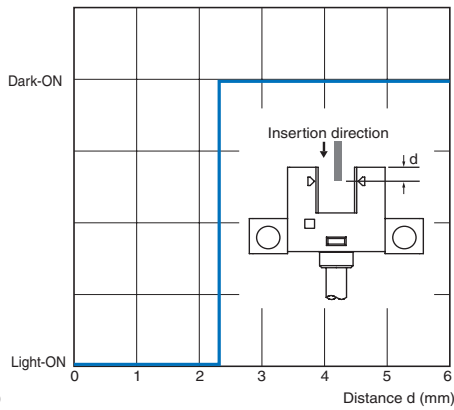 Dark-ON
Insertion direction
d
Light-ON
0 1 2 3 4 5 6
Distance d (mm)